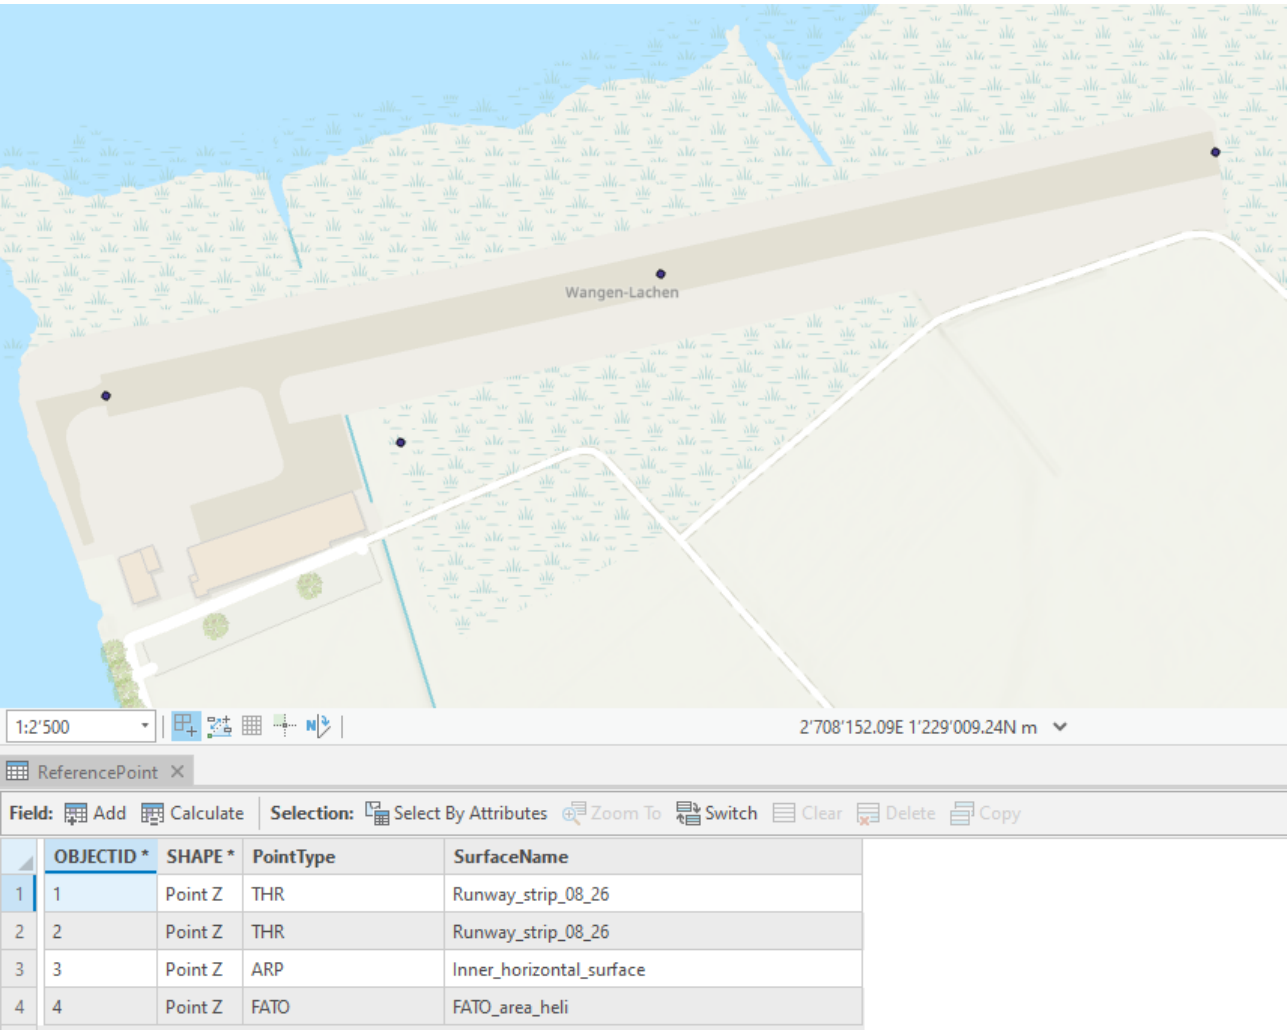 Wangen-Lachen
1:2'500 2'708'152.09E 1'229'009.24N m
ReferencePoint
Field: Add Calculate Selection: Select By Attributes Zoom To Switch Clear Delete Copy
OBJECTID * SHAPE * PointType SurfaceName
1 1 Point Z THR Runway_strip_08_26
2 2 Point Z THR Runway_strip_08_26
3 3 Point Z ARP Inner_horizontal_surface
4 4 Point Z FATO FATO_area_heli